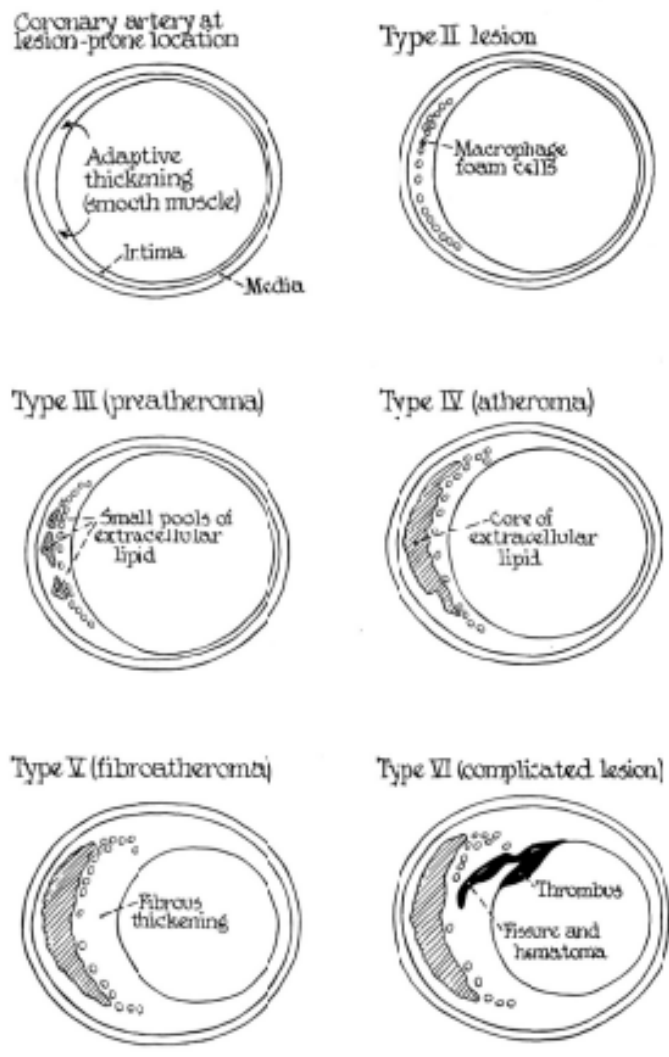 Coronary artery at
lesion-prone location
Adaptive
thickening
(smooth muscle)
Intima
Media
Type II lesion
Macrophage
foam cells
Type III (preatheroma)
Small pools of
extracellular
lipid
Type IV (atheroma)
Core of
extracellular
lipid
Type V (fibroatheroma)
Fibrous
thickening
Type VI (complicated lesion)
Thrombus
Fissure and
hematoma